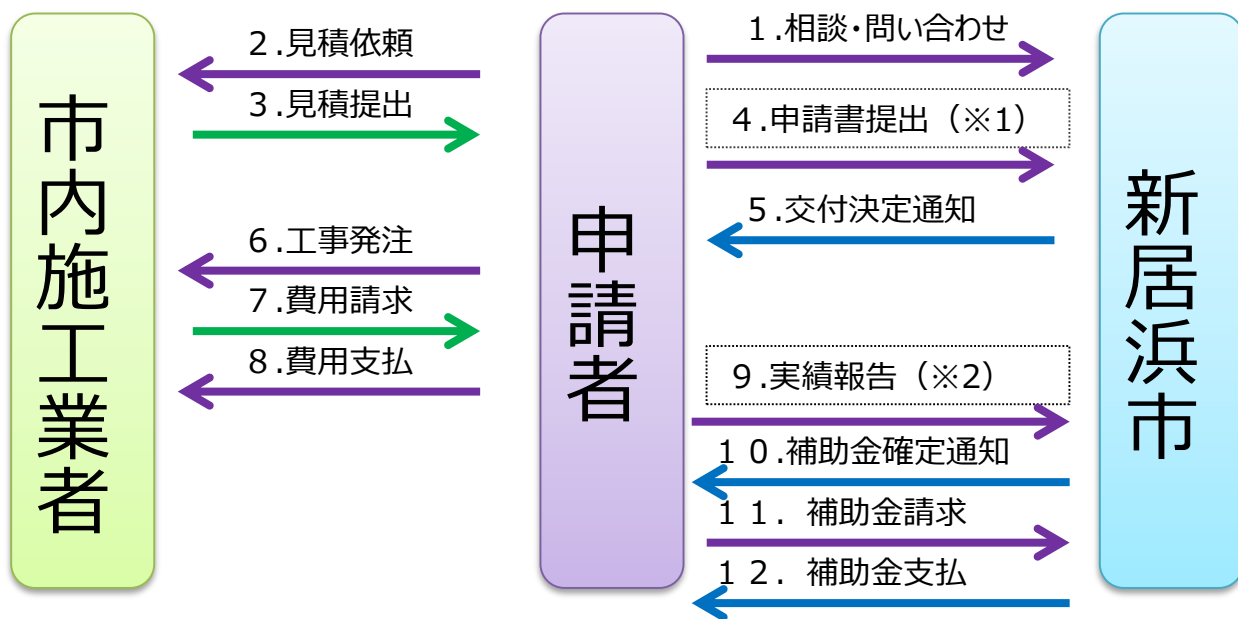 市内施工業者
2.見積依頼
3.見積提出
6.工事発注
7.費用請求
8.費用支払
申請者
1.相談・問い合わせ
4.申請書提出（※1）
5.交付決定通知
9.実績報告（※2）
10.補助金確定通知
11. 補助金請求
12. 補助金支払
新居浜市